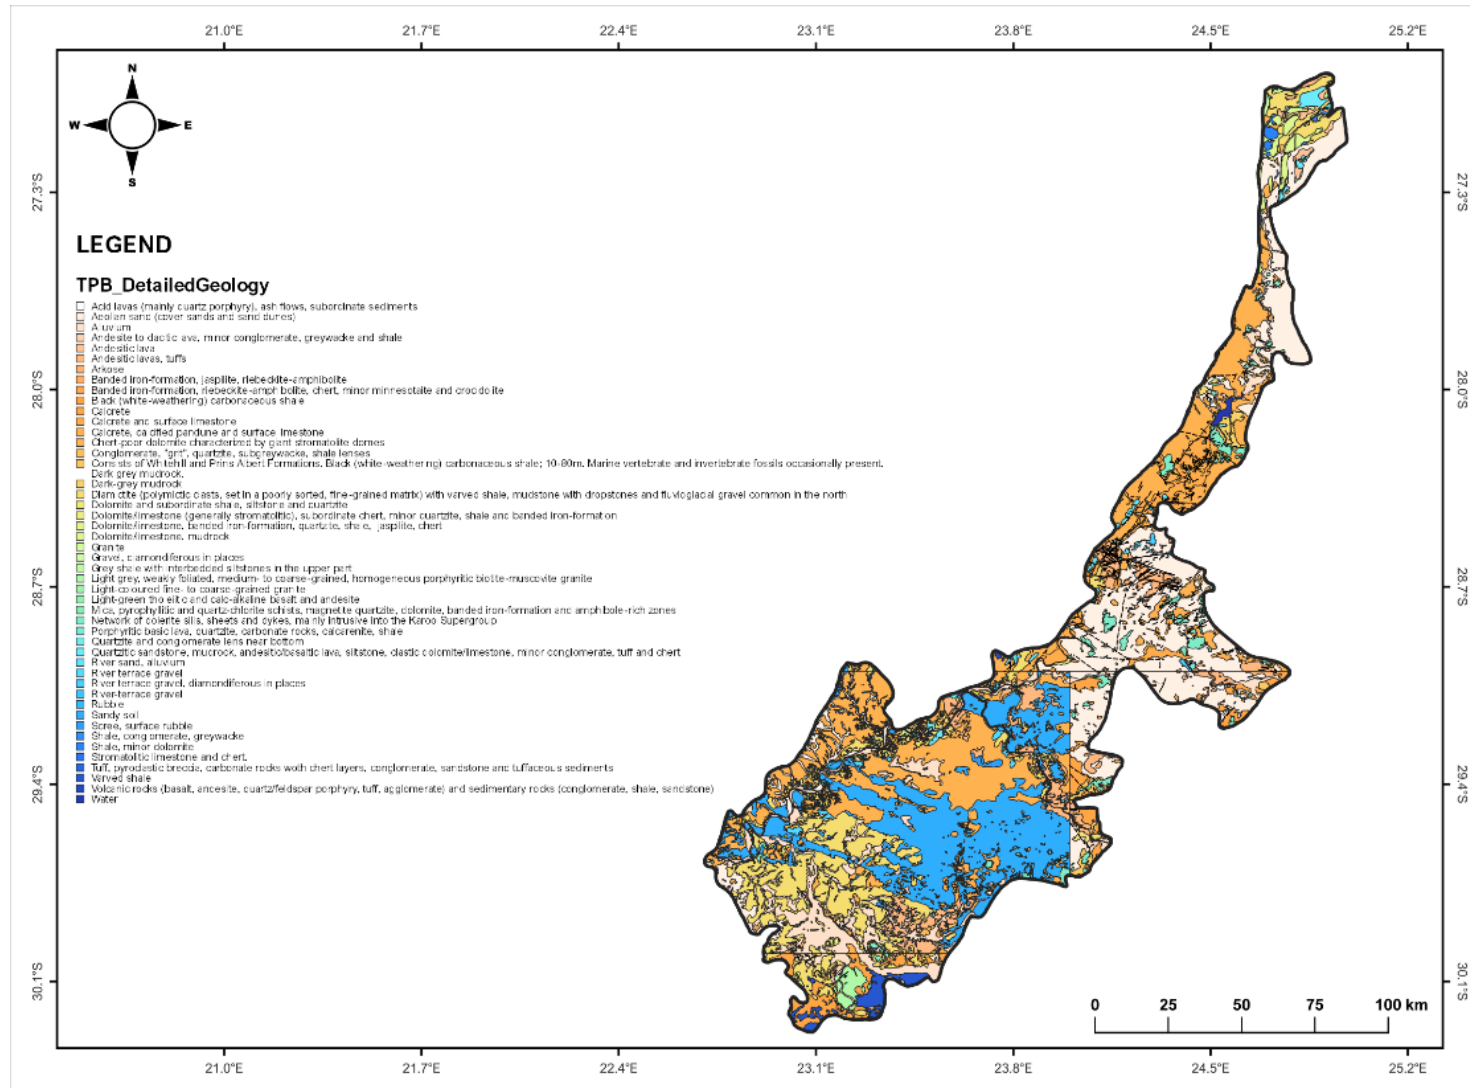 21.0°E 21.7°E 22.4°E 23.1°E 23.8°E 24.5°E 25.2°E
N
W E
S
27.3°S 27.3°S
LEGEND
TPB_DetailedGeology
Acid lavas (mainly quartz porphyry), ash flows, subordinate sediments
Aeolian sand (cover sands and sand dunes)
Alluvium
Andesite to dacitic lava, minor conglomerate, greywacke and shale
Andesitic lava
Andesitic lavas, tuffs
Arkose
Banded iron-formation, jaspilite, riebeckite-amphibolite
Banded iron-formation, riebeckite-amphibolite, chert, minor minnesotaite and crocidolite
Black (white-weathering) carbonaceous shale
Calcrete
Calcrete and surface limestone
Calcrete, calcified pandune and surface limestone
Chert-poor dolomite characterized by giant stromatolite domes
Conglomerate, "grit", quartzite, subgreywacke, shale lenses
Consists of Whitehill and Prins Albert Formations. Black (white-weathering) carbonaceous shale; 10-80m. Marine vertebrate and invertebrate fossils occasionally present.
Dark grey mudrock.
Dark-grey mudrock
Diamictite (polymictic clasts, set in a poorly sorted, fine-grained matrix) with varved shale, mudstone with dropstones and fluvioglacial gravel common in the north
Dolomite and subordinate shale, siltstone and quartzite
Dolomite/limestone (generally stromatolitic), subordinate chert, minor quartzite, shale and banded iron-formation
Dolomite/limestone, banded iron-formation, quartzite, shale, jaspilite, chert
Dolomite/limestone, mudrock
Granite
Gravel, diamondiferous in places
Grey shale with interbedded siltstones in the upper part
Light grey, weakly foliated, medium- to coarse-grained, homogeneous porphyritic biotite-muscovite granite
Light-coloured fine- to coarse-grained granite
Light-green tholeiitic and calc-alkaline basalt and andesite
Mica, pyrophyllitic and quartz-chlorite schists, magnetite quartzite, dolomite, banded iron-formation and amphibole-rich zones
Network of dolerite sills, sheets and dykes, mainly intrusive into the Karoo Supergroup
Porphyritic basic lava, quartzite, carbonate rocks, calcarenite, shale
Quartzite and conglomerate lens near bottom
Quartzitic sandstone, mudrock, andesitic/basaltic lava, siltstone, clastic dolomite/limestone, minor conglomerate, tuff and chert
River sand, alluvium
River terrace gravel
River terrace gravel, diamondiferous in places
River-terrace gravel
Rubble
Sandy soil
Scree, surface rubble
Shale, conglomerate, greywacke
Shale, minor dolomite
Stromatolitic limestone and chert.
Tuff, pyroclastic breccia, carbonate rocks woth chert layers, conglomerate, sandstone and tuffaceous sediments
Varved shale
Volcanic rocks (basalt, andesite, quartz/feldspar porphyry, tuff, agglomerate) and sedimentary rocks (conglomerate, shale, sandstone)
Water
28.0°S 28.0°S
28.7°S 28.7°S
29.4°S 29.4°S
30.1°S 30.1°S
0 25 50 75 100 km
21.0°E 21.7°E 22.4°E 23.1°E 23.8°E 24.5°E 25.2°E